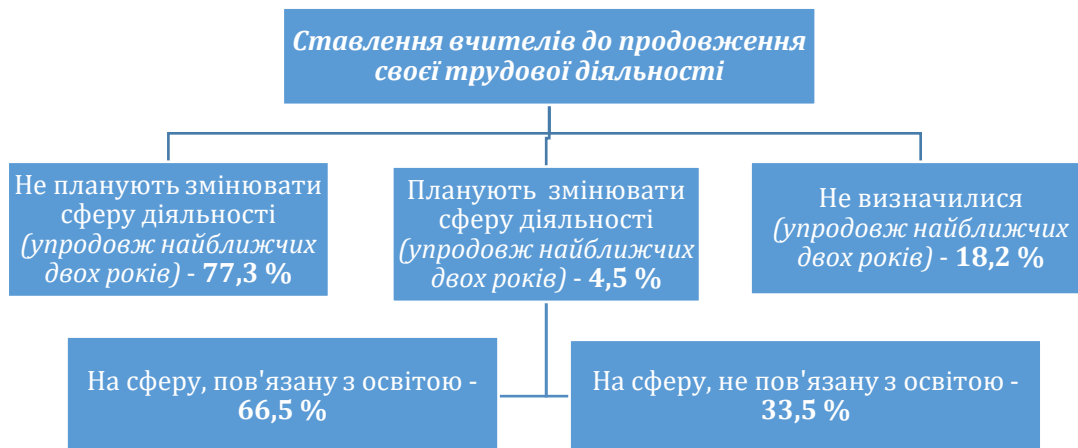 Ставлення вчителів до продовження
своєї трудової діяльності
Не планують змінювати
сферу діяльності
(упродовж найближчих
двох років) - 77,3 %
Планують змінювати
сферу діяльності
(упродовж найближчих
двох років) - 4,5 %
Не визначилися
(упродовж найближчих
двох років) - 18,2 %
На сферу, пов'язану з освітою -
66,5 %
На сферу, не пов'язану з освітою -
33,5 %